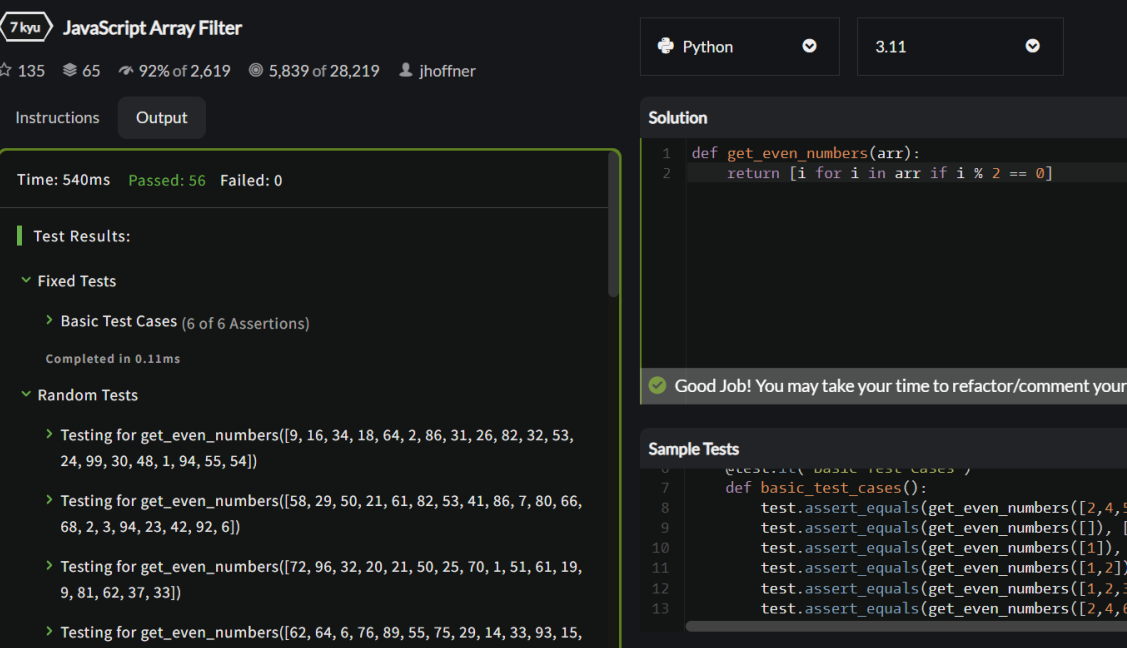 7 kyu JavaScript Array Filter
135 65 92% of 2,619 5,839 of 28,219 jhoffner
Instructions Output
Time: 540ms Passed: 56 Failed: 0
Test Results:
Fixed Tests
Basic Test Cases (6 of 6 Assertions)
Completed in 0.11ms
Random Tests
Testing for get_even_numbers([9, 16, 34, 18, 64, 2, 86, 31, 26, 82, 32, 53,
24, 99, 30, 48, 1, 94, 55, 54])
Testing for get_even_numbers([58, 29, 50, 21, 61, 82, 53, 41, 86, 7, 80, 66,
68, 2, 3, 94, 23, 42, 92, 6])
Testing for get_even_numbers([72, 96, 32, 20, 21, 50, 25, 70, 1, 51, 61, 19,
9, 81, 62, 37, 33])
Testing for get_even_numbers([62, 64, 6, 76, 89, 55, 75, 29, 14, 33, 93, 15,
Python 3.11
Solution
1 def get_even_numbers(arr):
2 return [i for i in arr if i % 2 == 0]
Good Job! You may take your time to refactor/comment your
Sample Tests
6 @test.it("Basic Test Cases")
7 def basic_test_cases():
8 test.assert_equals(get_even_numbers([2,4,5
9 test.assert_equals(get_even_numbers([]), [
10 test.assert_equals(get_even_numbers([1]),
11 test.assert_equals(get_even_numbers([1,2])
12 test.assert_equals(get_even_numbers([1,2,3
13 test.assert_equals(get_even_numbers([2,4,6